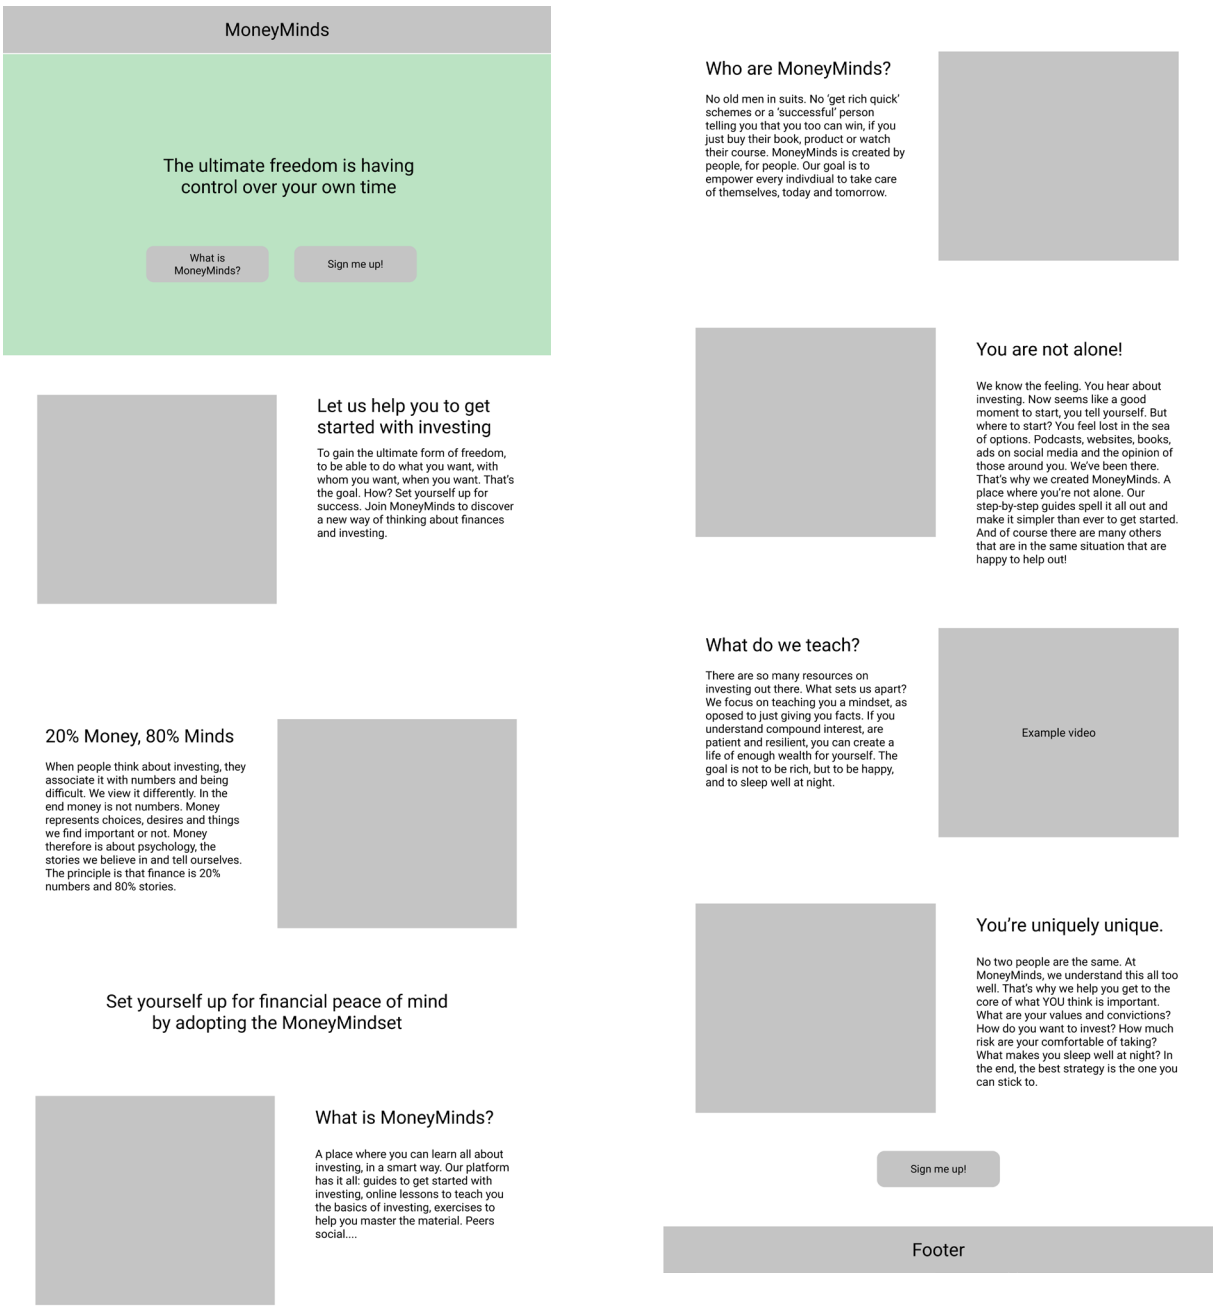 MoneyMinds
The ultimate freedom is having
control over your own time
What is
MoneyMinds?
Sign me up!
Let us help you to get
started with investing
To gain the ultimate form of freedom,
to be able to do what you want, with
whom you want, when you want. That's
the goal. How? Set yourself up for
success. Join MoneyMinds to discover
a new way of thinking about finances
and investing.
20% Money, 80% Minds
When people think about investing, they
associate it with numbers and being
difficult. We view it differently. In the
end money is not numbers. Money
represents choices, desires and things
we find important or not. Money
therefore is about psychology, the
stories we believe in and tell ourselves.
The principle is that finance is 20%
numbers and 80% stories.
Set yourself up for financial peace of mind
by adopting the MoneyMindset
What is MoneyMinds?
A place where you can learn all about
investing, in a smart way. Our platform
has it all: guides to get started with
investing, online lessons to teach you
the basics of investing, exercises to
help you master the material. Peers
social....
Who are MoneyMinds?
No old men in suits. No 'get rich quick'
schemes or a 'successful' person
telling you that you too can win, if you
just buy their book, product or watch
their course. MoneyMinds is created by
people, for people. Our goal is to
empower every indivdiual to take care
of themselves, today and tomorrow.
You are not alone!
We know the feeling. You hear about
investing. Now seems like a good
moment to start, you tell yourself. But
where to start? You feel lost in the sea
of options. Podcasts, websites, books,
ads on social media and the opinion of
those around you. We've been there.
That's why we created MoneyMinds. A
place where you're not alone. Our
step-by-step guides spell it all out and
make it simpler than ever to get started.
And of course there are many others
that are in the same situation that are
happy to help out!
What do we teach?
There are so many resources on
investing out there. What sets us apart?
We focus on teaching you a mindset, as
oposed to just giving you facts. If you
understand compound interest, are
patient and resilient, you can create a
life of enough wealth for yourself. The
goal is not to be rich, but to be happy,
and to sleep well at night.
Example video
You're uniquely unique.
No two people are the same. At
MoneyMinds, we understand this all too
well. That's why we help you get to the
core of what YOU think is important.
What are your values and convictions?
How do you want to invest? How much
risk are your comfortable of taking?
What makes you sleep well at night? In
the end, the best strategy is the one you
can stick to.
Sign me up!
Footer